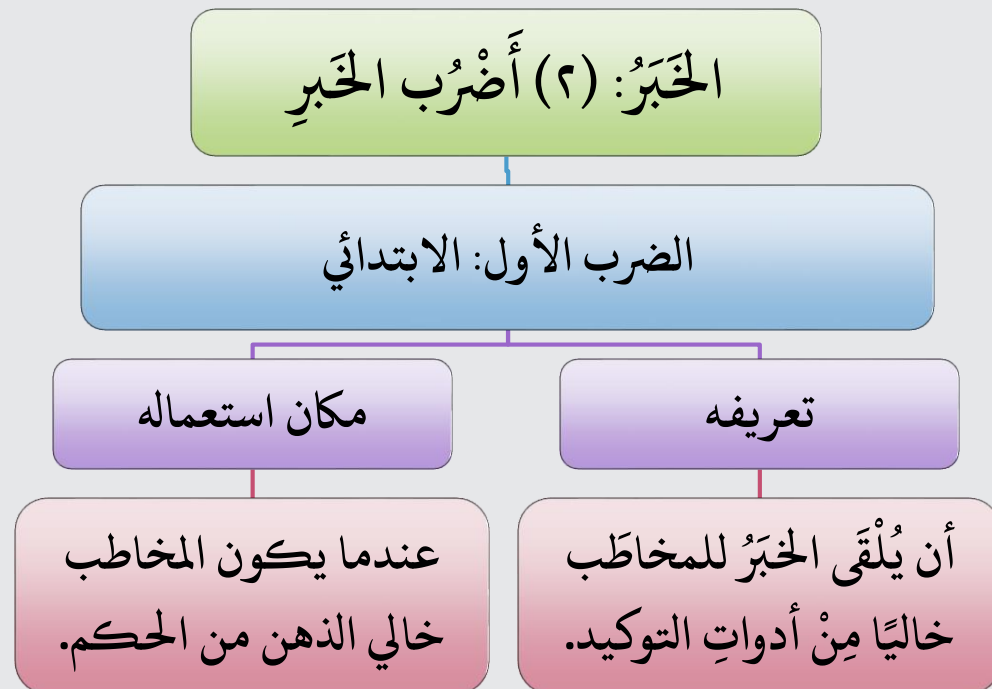 الخَبَرُ: (٢) أَضْرُب الخَبرِ
الضرب الأول: الابتدائي
تعريفه
مكان استعماله
أن يُلْقَى الخبَرُ للمخاطَب
خاليًا مِنْ أدواتِ التوكيد.
عندما يكون المخاطب
خالي الذهن من الحكم.